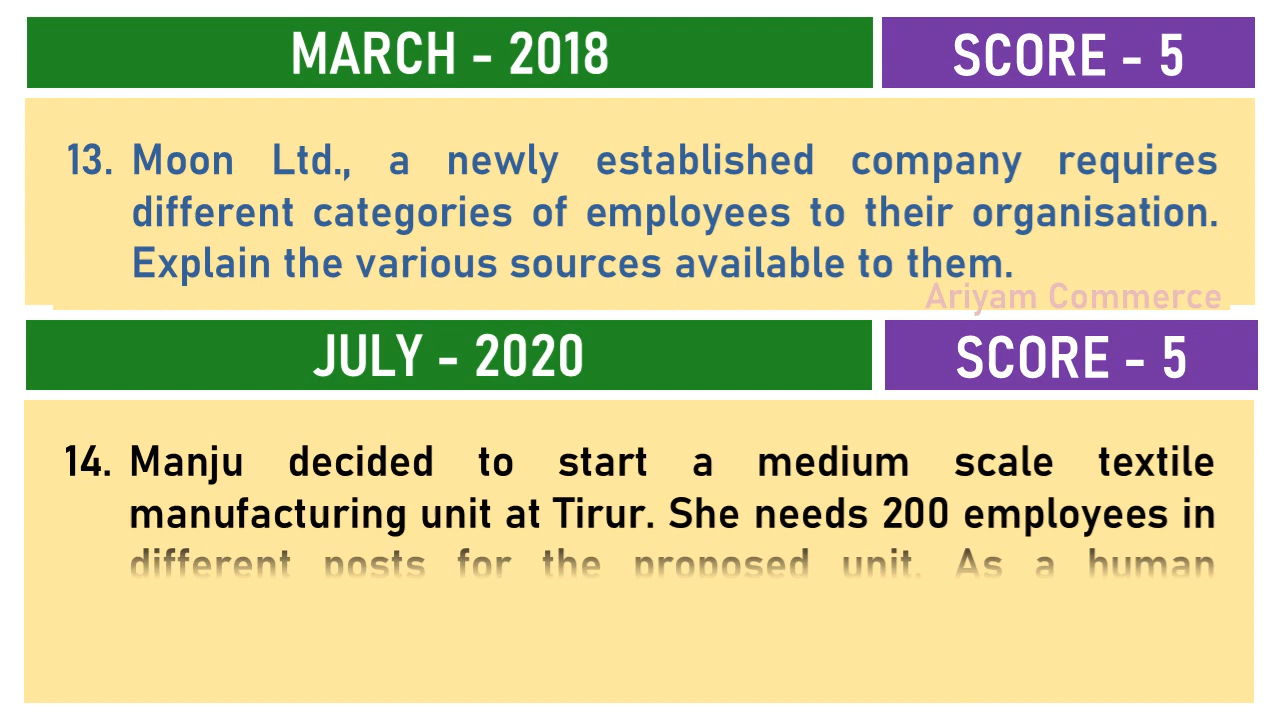 MARCH - 2018
SCORE - 5
13. Moon Ltd., a newly established company requires
different categories of employees to their organisation.
Explain the various sources available to them.
Ariyam Commerce
JULY - 2020
SCORE - 5
14. Manju decided to start a medium scale textile
manufacturing unit at Tirur. She needs 200 employees in
different posts for the proposed unit. As a human